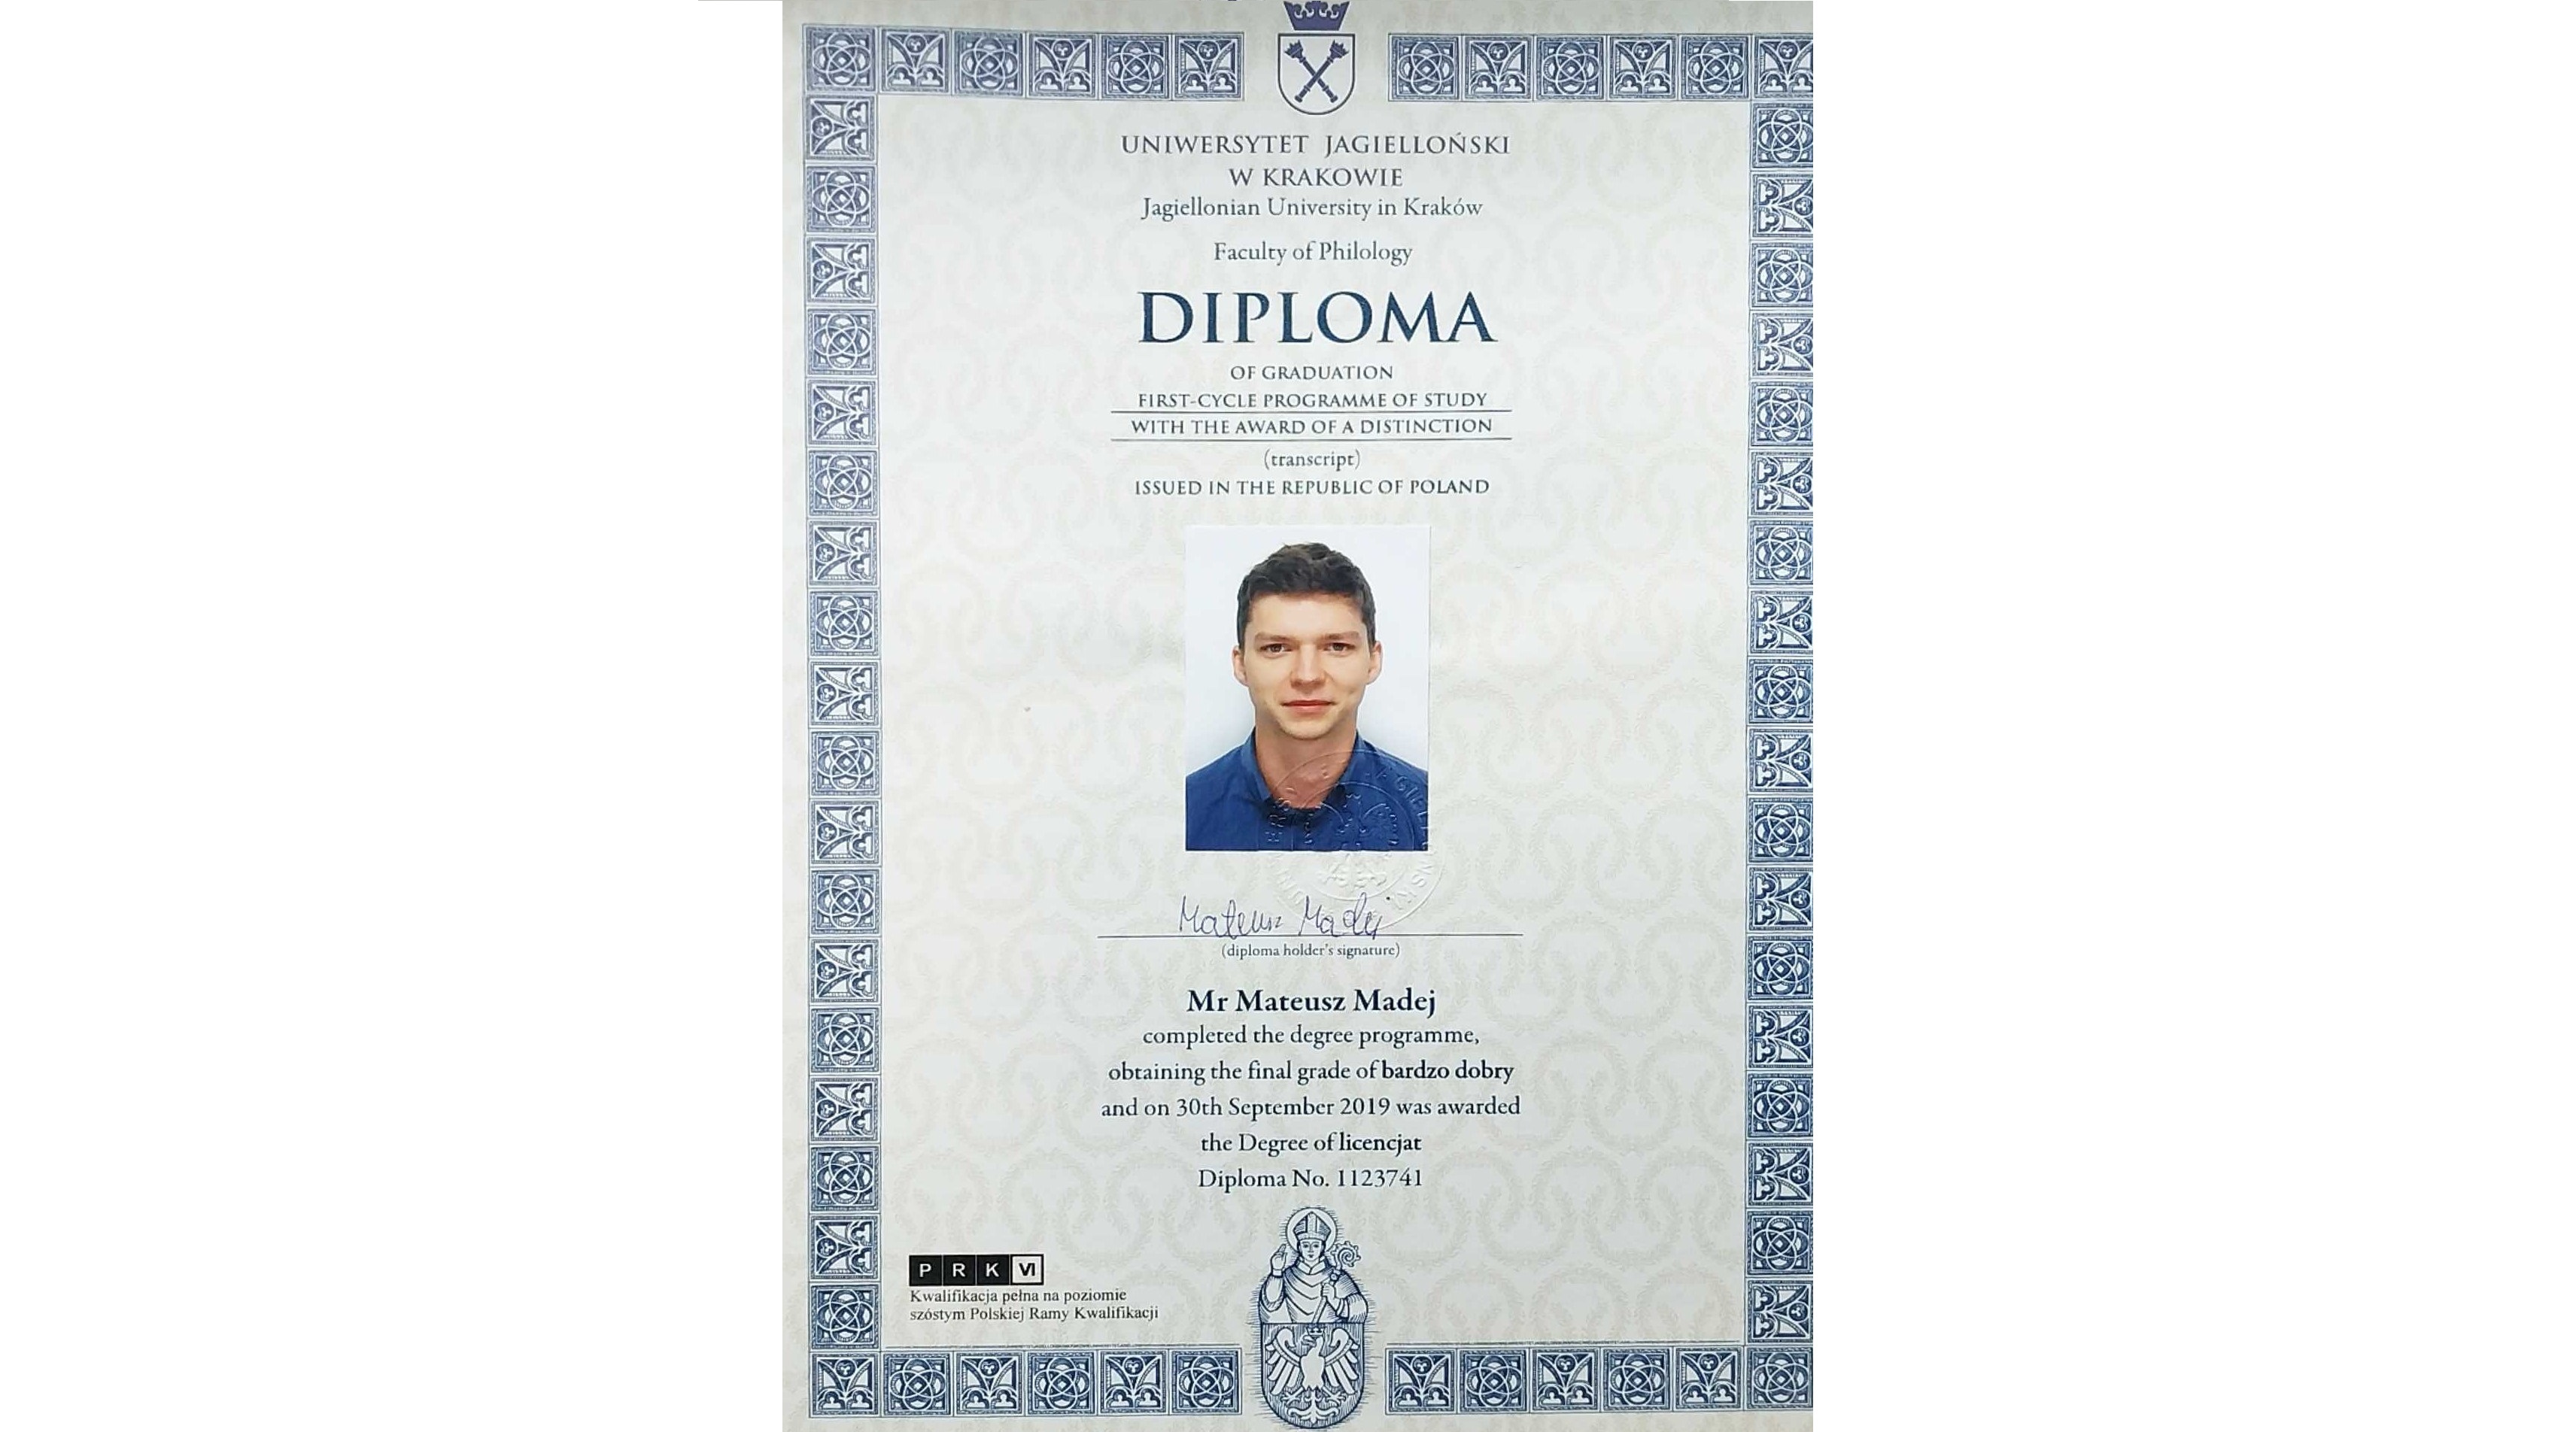 UNIWERSYTET JAGIELLOŃSKI
W KRAKOWIE
Jagiellonian University in Kraków
Faculty of Philology
DIPLOMA
OF GRADUATION
FIRST-CYCLE PROGRAMME OF STUDY
WITH THE AWARD OF A DISTINCTION
(transcript)
ISSUED IN THE REPUBLIC OF POLAND
Mateusz Madej
(diploma holder's signature)
Mr Mateusz Madej
completed the degree programme,
obtaining the final grade of bardzo dobry
and on 30th September 2019 was awarded
the Degree of licencjat
Diploma No. 1123741
PRK VI
Kwalifikacja pełna na poziomie
szóstym Polskiej Ramy Kwalifikacji